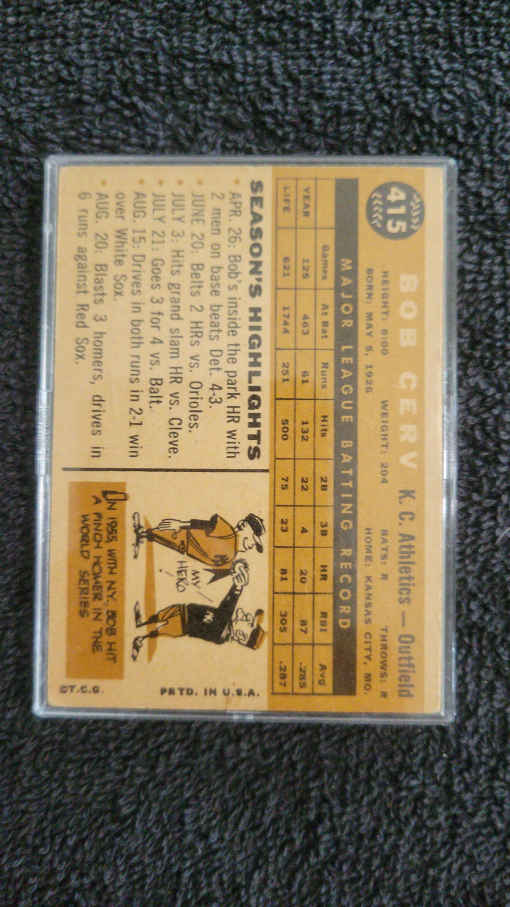 415
BOB CERV K. C. Athletics — Outfield
HEIGHT: 6:00 WEIGHT: 204 BATS: R THROWS: R
BORN: MAY 5, 1926 HOME: KANSAS CITY, MO.
MAJOR LEAGUE BATTING RECORD
YEAR Games At Bat Runs Hits 2B 3B HR RBI Avg
YEAR 125 463 61 132 22 4 20 87 .285
LIFE 621 1744 251 500 75 23 81 305 .287
SEASON'S HIGHLIGHTS
• APR. 26: Bob's inside the park HR with
2 men on base beats Det. 4-3.
• JUNE 20: Belts 2 HRs vs. Orioles.
• JULY 3: Hits grand slam HR vs. Cleve.
• JULY 21: Goes 3 for 4 vs. Balt.
• AUG. 15: Drives in both runs in 2-1 win
over White Sox.
• AUG. 20: Blasts 3 homers, drives in
6 runs against Red Sox.
MY
HERO!
IN 1955, WITH N.Y., BOB HIT
A PINCH HOMER IN THE
WORLD SERIES
©T.C.G. PRTD. IN U.S.A.